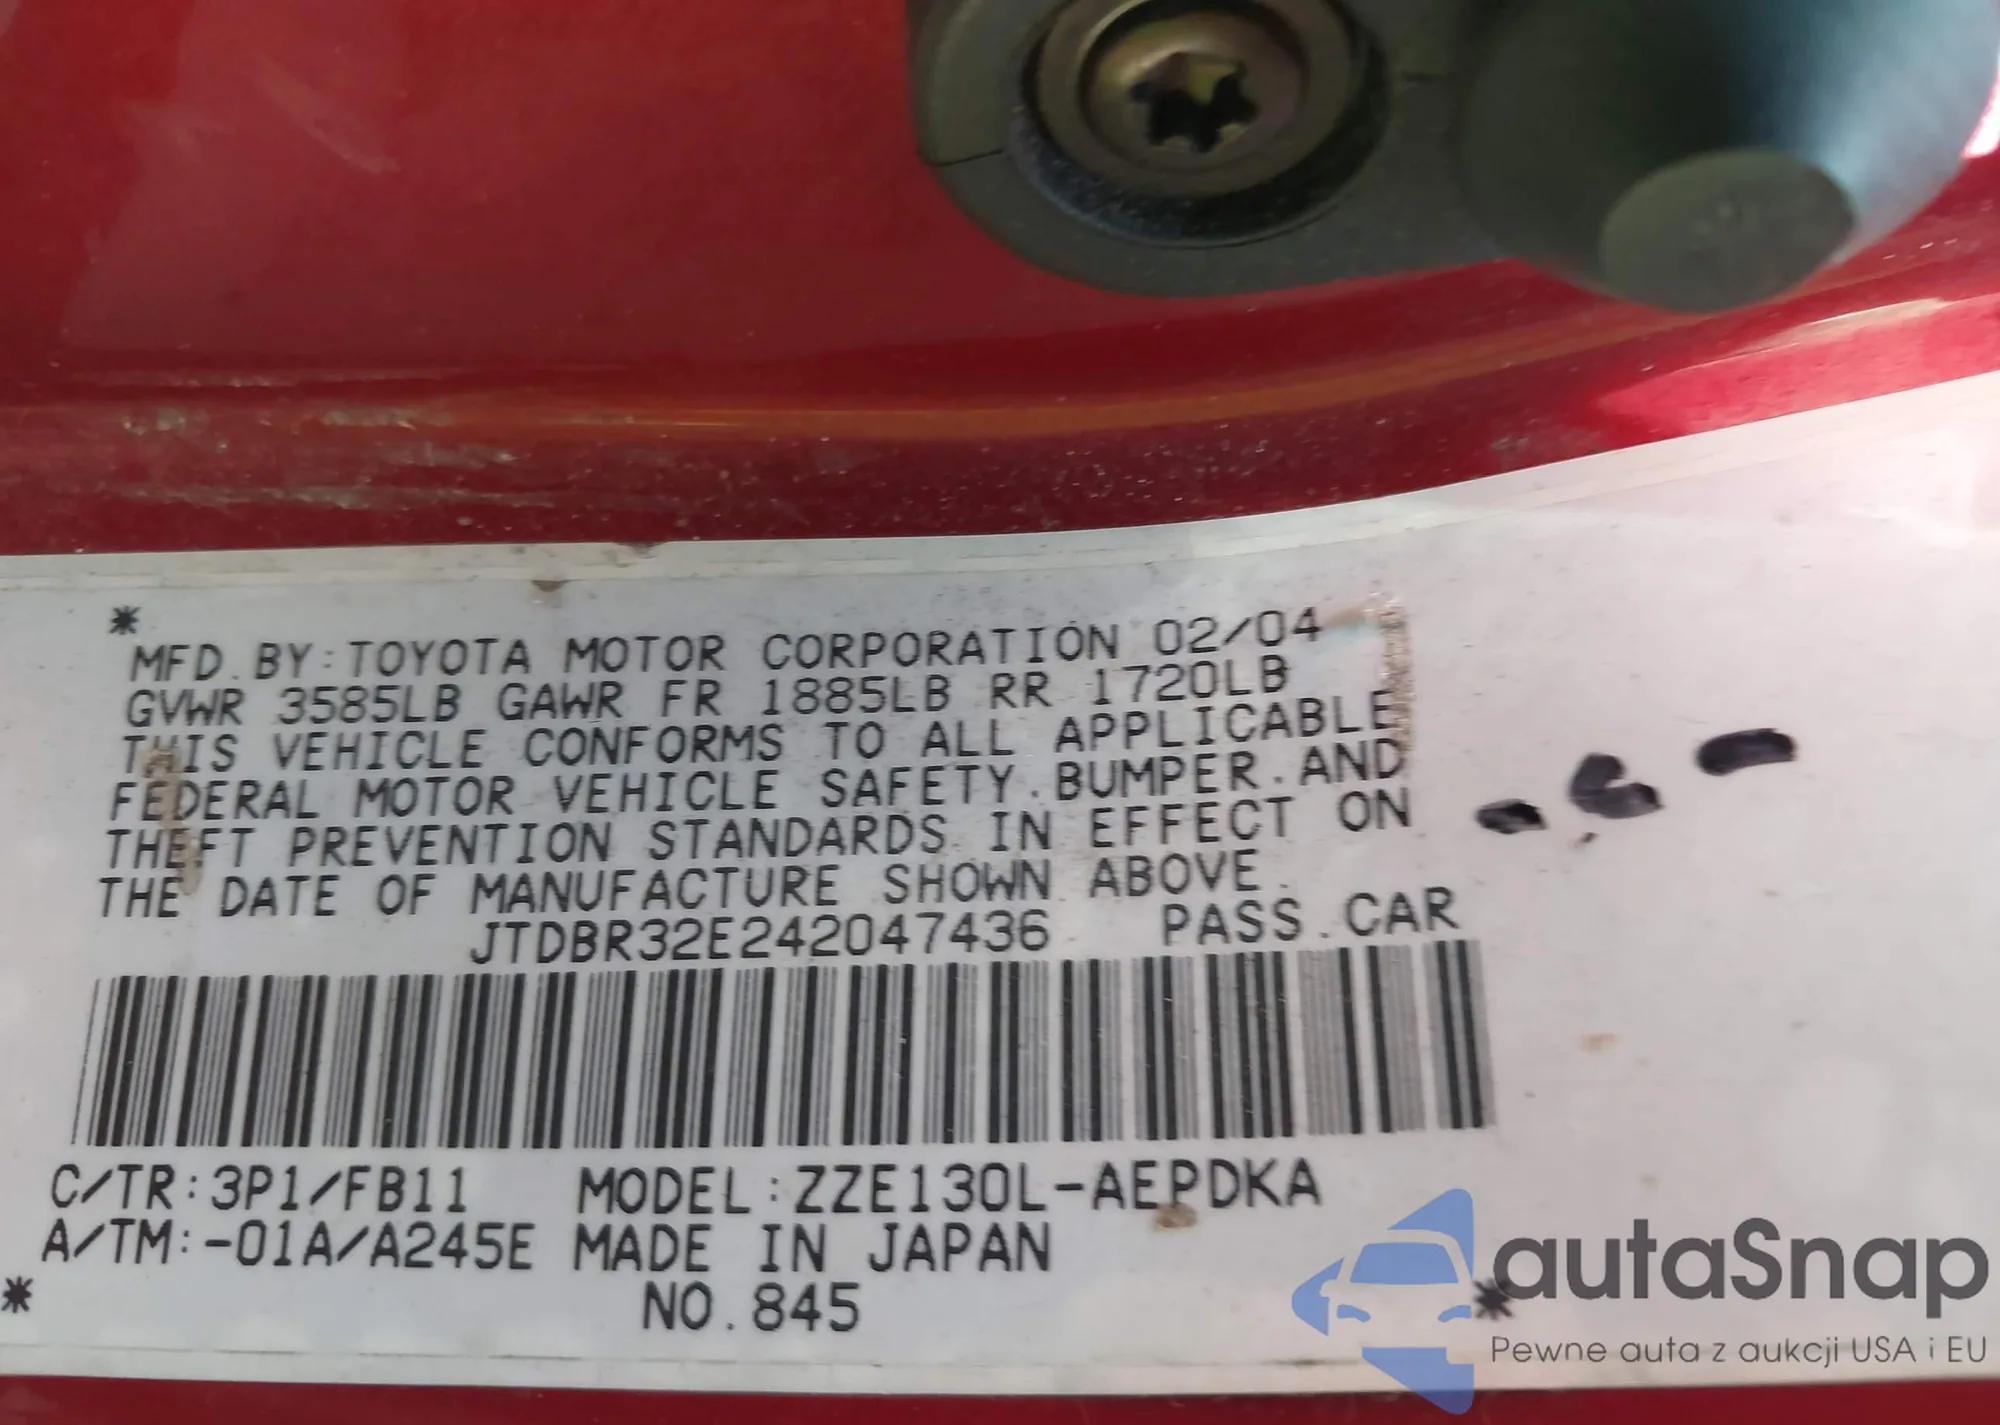 *
MFD.BY:TOYOTA MOTOR CORPORATION 02/04
GVWR 3585LB GAWR FR 1885LB RR 1720LB
THIS VEHICLE CONFORMS TO ALL APPLICABLE
FEDERAL MOTOR VEHICLE SAFETY.BUMPER.AND
THEFT PREVENTION STANDARDS IN EFFECT ON
THE DATE OF MANUFACTURE SHOWN ABOVE.
JTDBR32E242047436 PASS.CAR
C/TR:3P1/FB11 MODEL:ZZE130L-AEPDKA
A/TM:-01A/A245E MADE IN JAPAN
* NO.845 *
autaSnap
Pewne auta z aukcji USA i EU